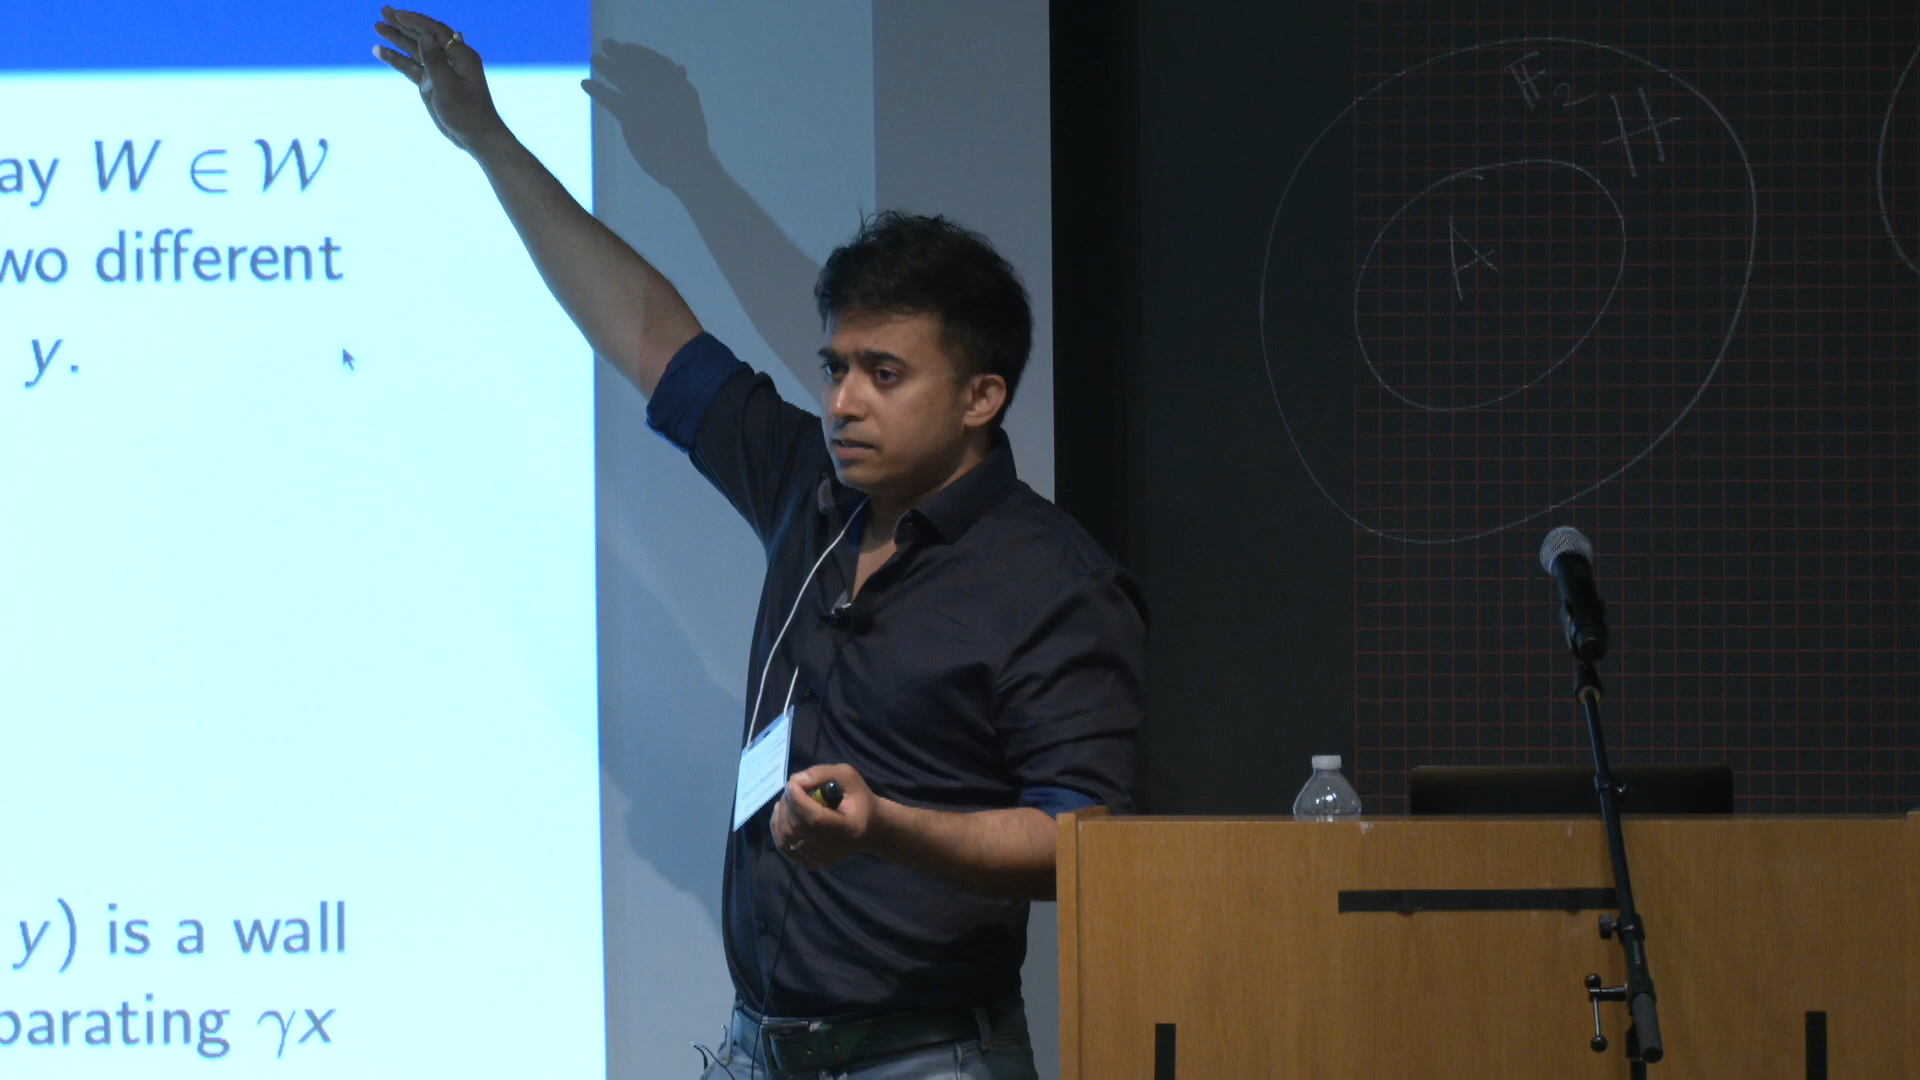 ay W ∈ 𝒲
wo different
y.
y) is a wall
parating γx
𝔽₂
H
A